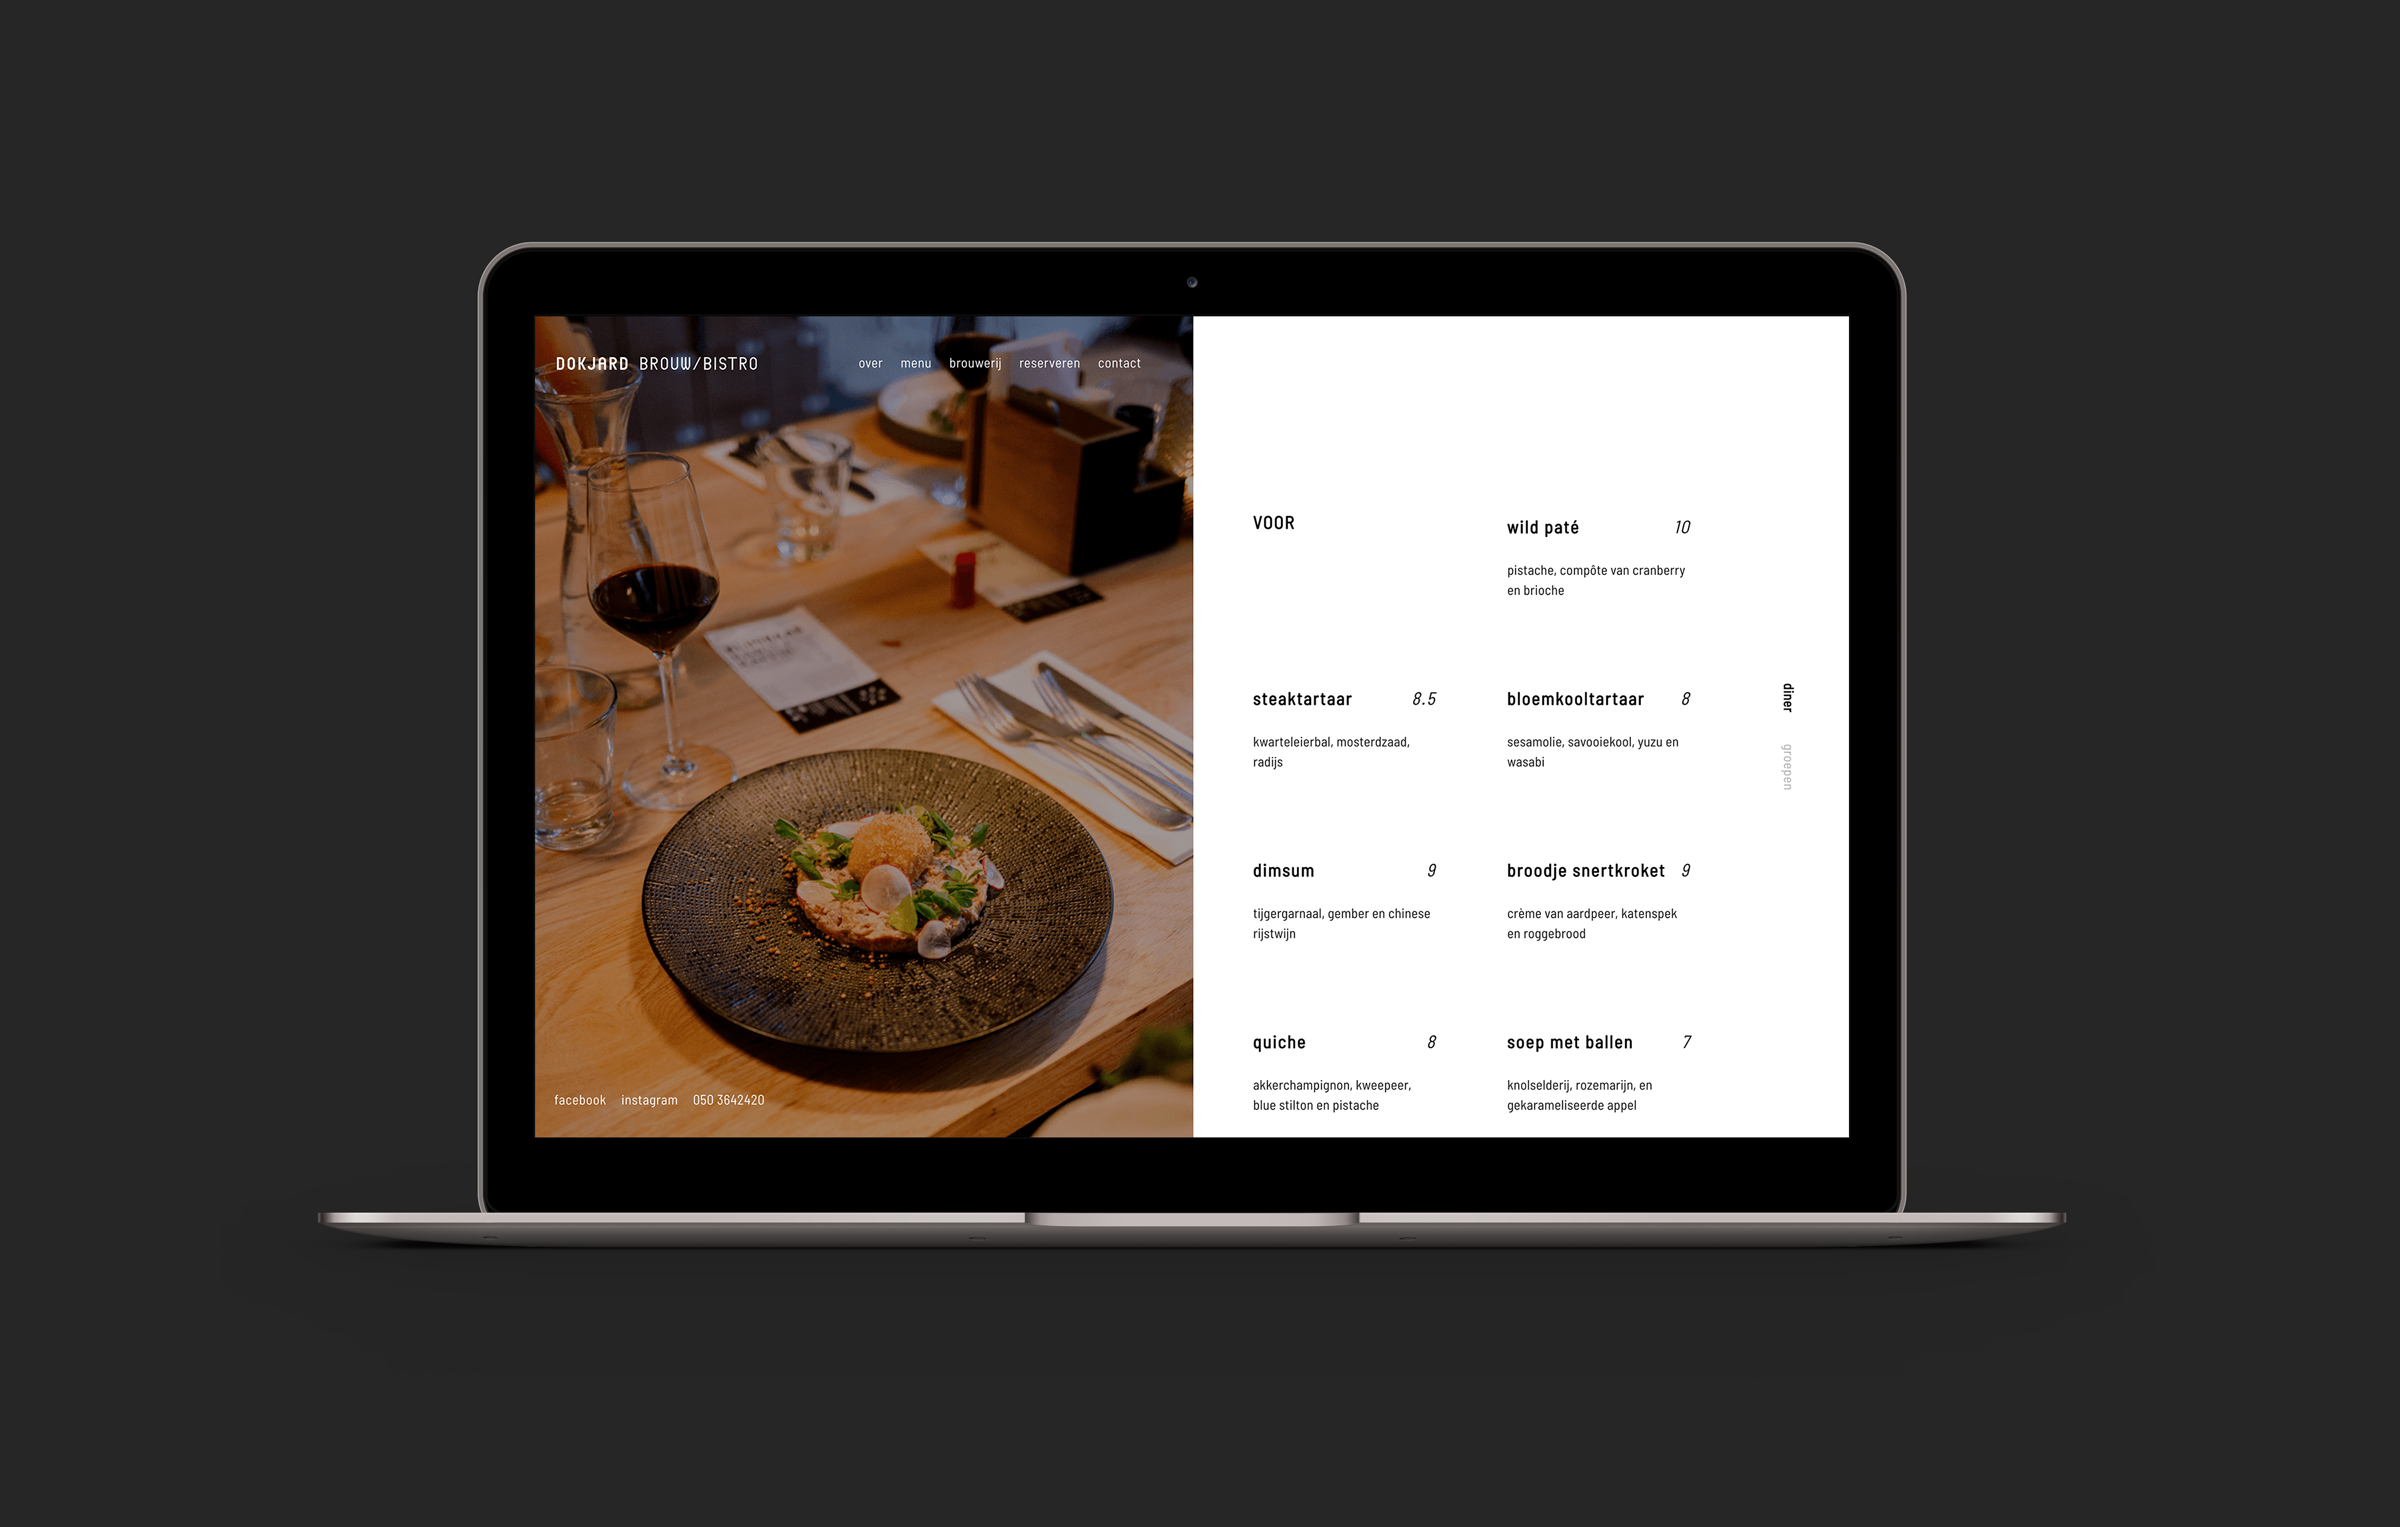 DOKJARD BROUW/BISTRO
over menu brouwerij reserveren contact
facebook instagram 050 3642420
VOOR
wild paté 10
pistache, compôte van cranberry
en brioche
steaktartaar 8.5
kwarteleierbal, mosterdzaad,
radijs
bloemkooltartaar 8
sesamolie, savooiekool, yuzu en
wasabi
dimsum 9
tijgergarnaal, gember en chinese
rijstwijn
broodje snertkroket 9
crème van aardpeer, katenspek
en roggebrood
quiche 8
akkerchampignon, kweepeer,
blue stilton en pistache
soep met ballen 7
knolselderij, rozemarijn, en
gekarameliseerde appel
diner
groepen